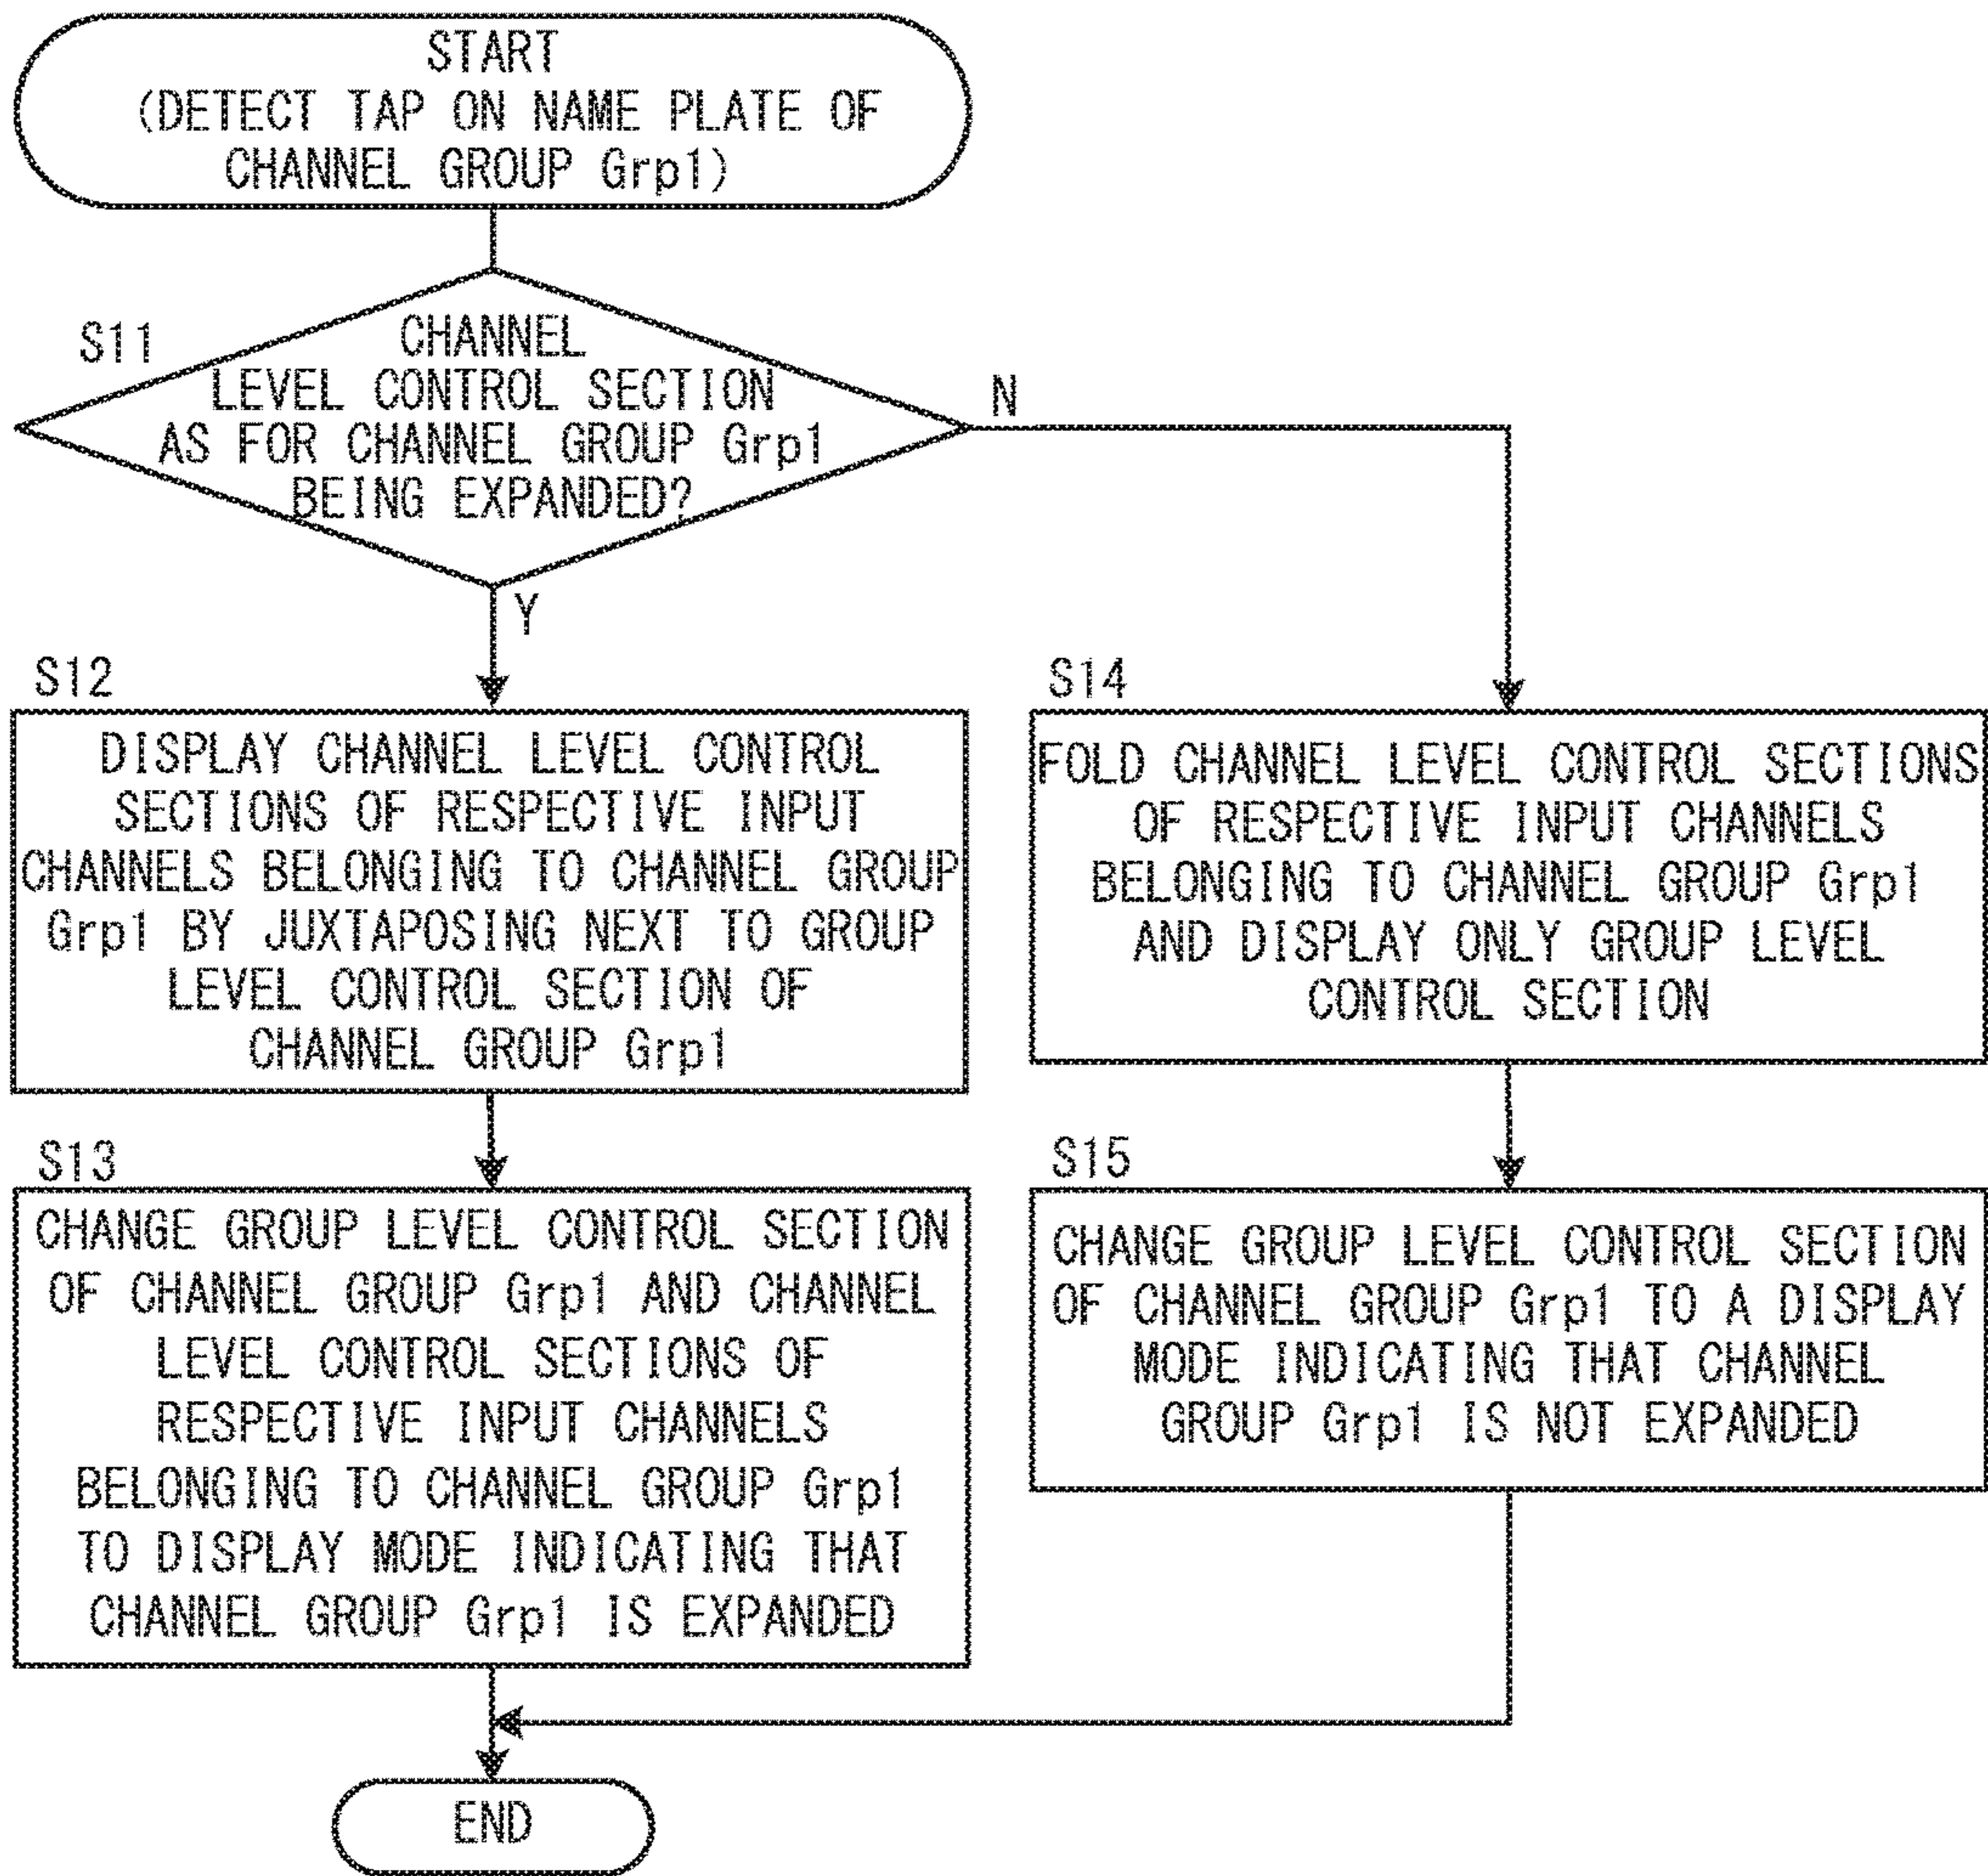 START
(DETECT TAP ON NAME PLATE OF
CHANNEL GROUP Grp1)
S11
CHANNEL
LEVEL CONTROL SECTION
AS FOR CHANNEL GROUP Grp1
BEING EXPANDED?
N
Y
S12
DISPLAY CHANNEL LEVEL CONTROL
SECTIONS OF RESPECTIVE INPUT
CHANNELS BELONGING TO CHANNEL GROUP
Grp1 BY JUXTAPOSING NEXT TO GROUP
LEVEL CONTROL SECTION OF
CHANNEL GROUP Grp1
S13
CHANGE GROUP LEVEL CONTROL SECTION
OF CHANNEL GROUP Grp1 AND CHANNEL
LEVEL CONTROL SECTIONS OF
RESPECTIVE INPUT CHANNELS
BELONGING TO CHANNEL GROUP Grp1
TO DISPLAY MODE INDICATING THAT
CHANNEL GROUP Grp1 IS EXPANDED
S14
FOLD CHANNEL LEVEL CONTROL SECTIONS
OF RESPECTIVE INPUT CHANNELS
BELONGING TO CHANNEL GROUP Grp1
AND DISPLAY ONLY GROUP LEVEL
CONTROL SECTION
S15
CHANGE GROUP LEVEL CONTROL SECTION
OF CHANNEL GROUP Grp1 TO A DISPLAY
MODE INDICATING THAT CHANNEL
GROUP Grp1 IS NOT EXPANDED
END